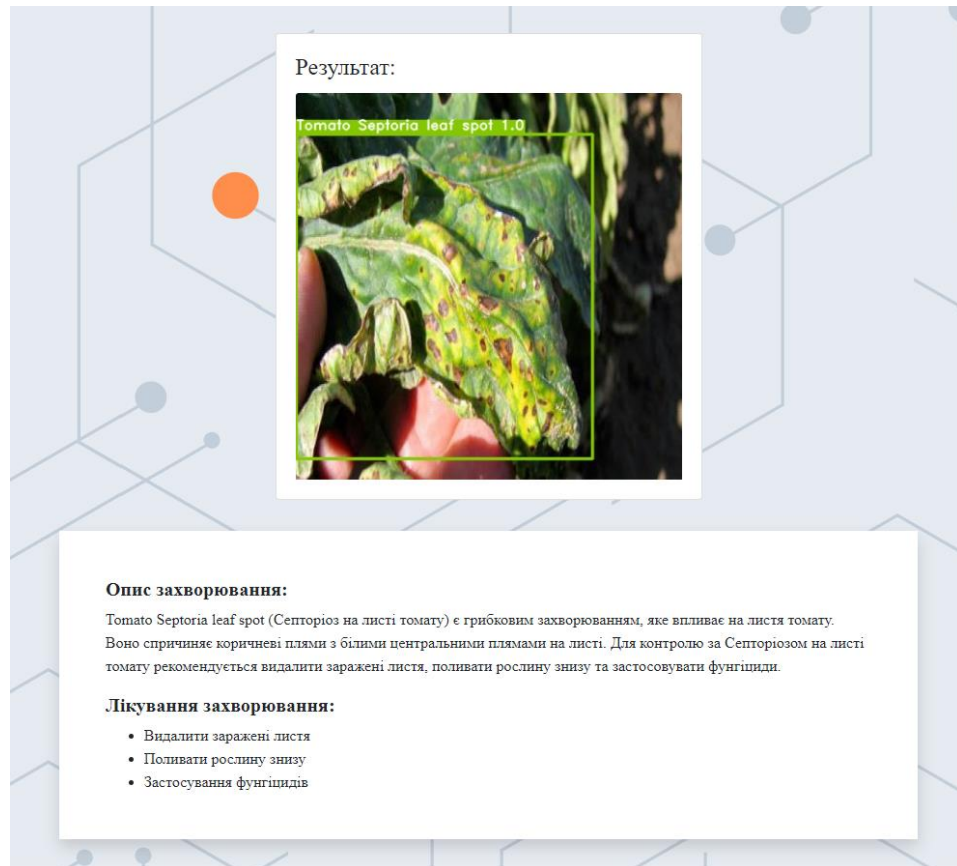 Результат:
Tomato Septoria leaf spot 1.0
Опис захворювання:
Tomato Septoria leaf spot (Септоріоз на листі томату) є грибковим захворюванням, яке впливає на листя томату.
Воно спричиняє коричневі плями з білими центральними плямами на листі. Для контролю за Септоріозом на листі
томату рекомендується видалити заражені листя, поливати рослину знизу та застосовувати фунгіциди.
Лікування захворювання:
Видалити заражені листя
Поливати рослину знизу
Застосування фунгіцидів